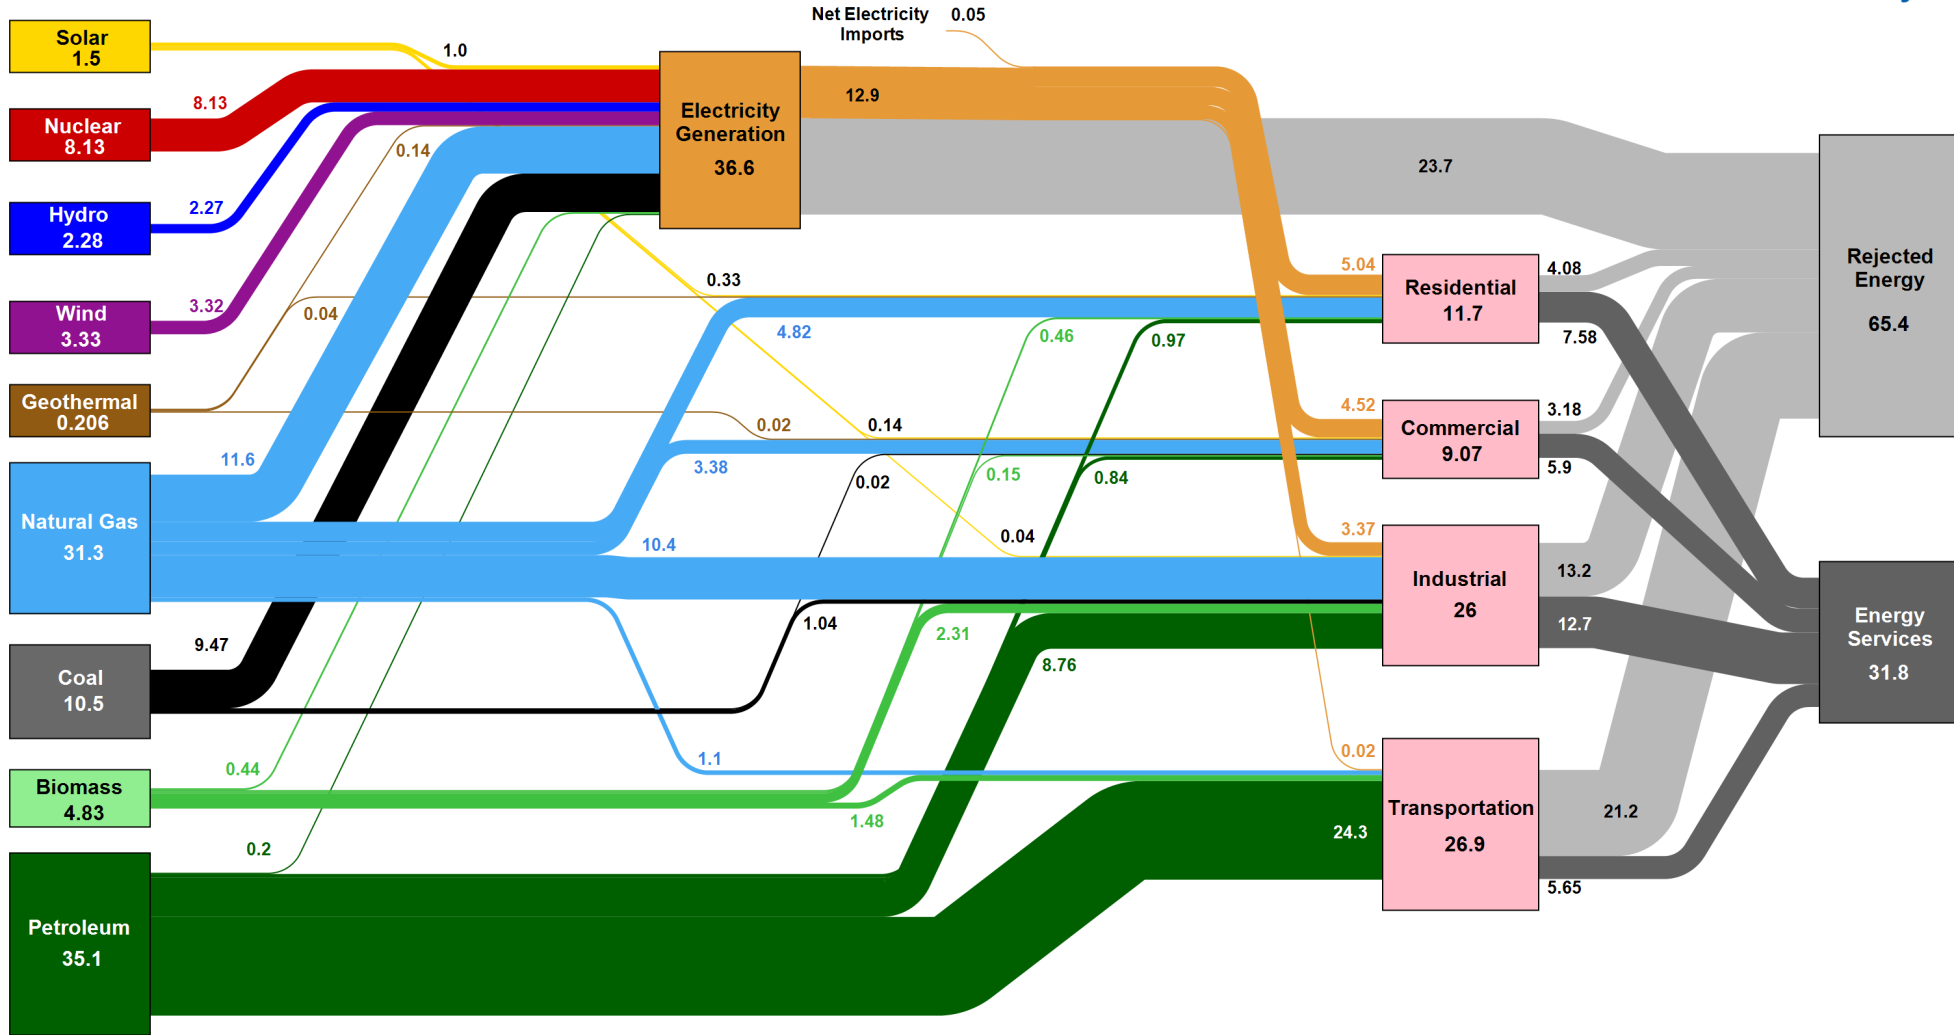 Net Electricity
Imports
0.05
Solar
1.5
1.0
Nuclear
8.13
8.13
Hydro
2.28
2.27
Wind
3.33
3.32
Geothermal
0.206
0.14
0.04
0.02
Natural Gas
31.3
11.6
4.82
3.38
10.4
1.1
Coal
10.5
9.47
0.02
1.04
Biomass
4.83
0.44
0.46
0.15
2.31
1.48
Petroleum
35.1
0.2
0.97
0.84
8.76
24.3
0.33
0.14
0.04
Electricity
Generation
36.6
12.9
23.7
5.04
4.52
3.37
0.02
Residential
11.7
4.08
7.58
Commercial
9.07
3.18
5.9
Industrial
26
13.2
12.7
Transportation
26.9
21.2
5.65
Rejected
Energy
65.4
Energy
Services
31.8